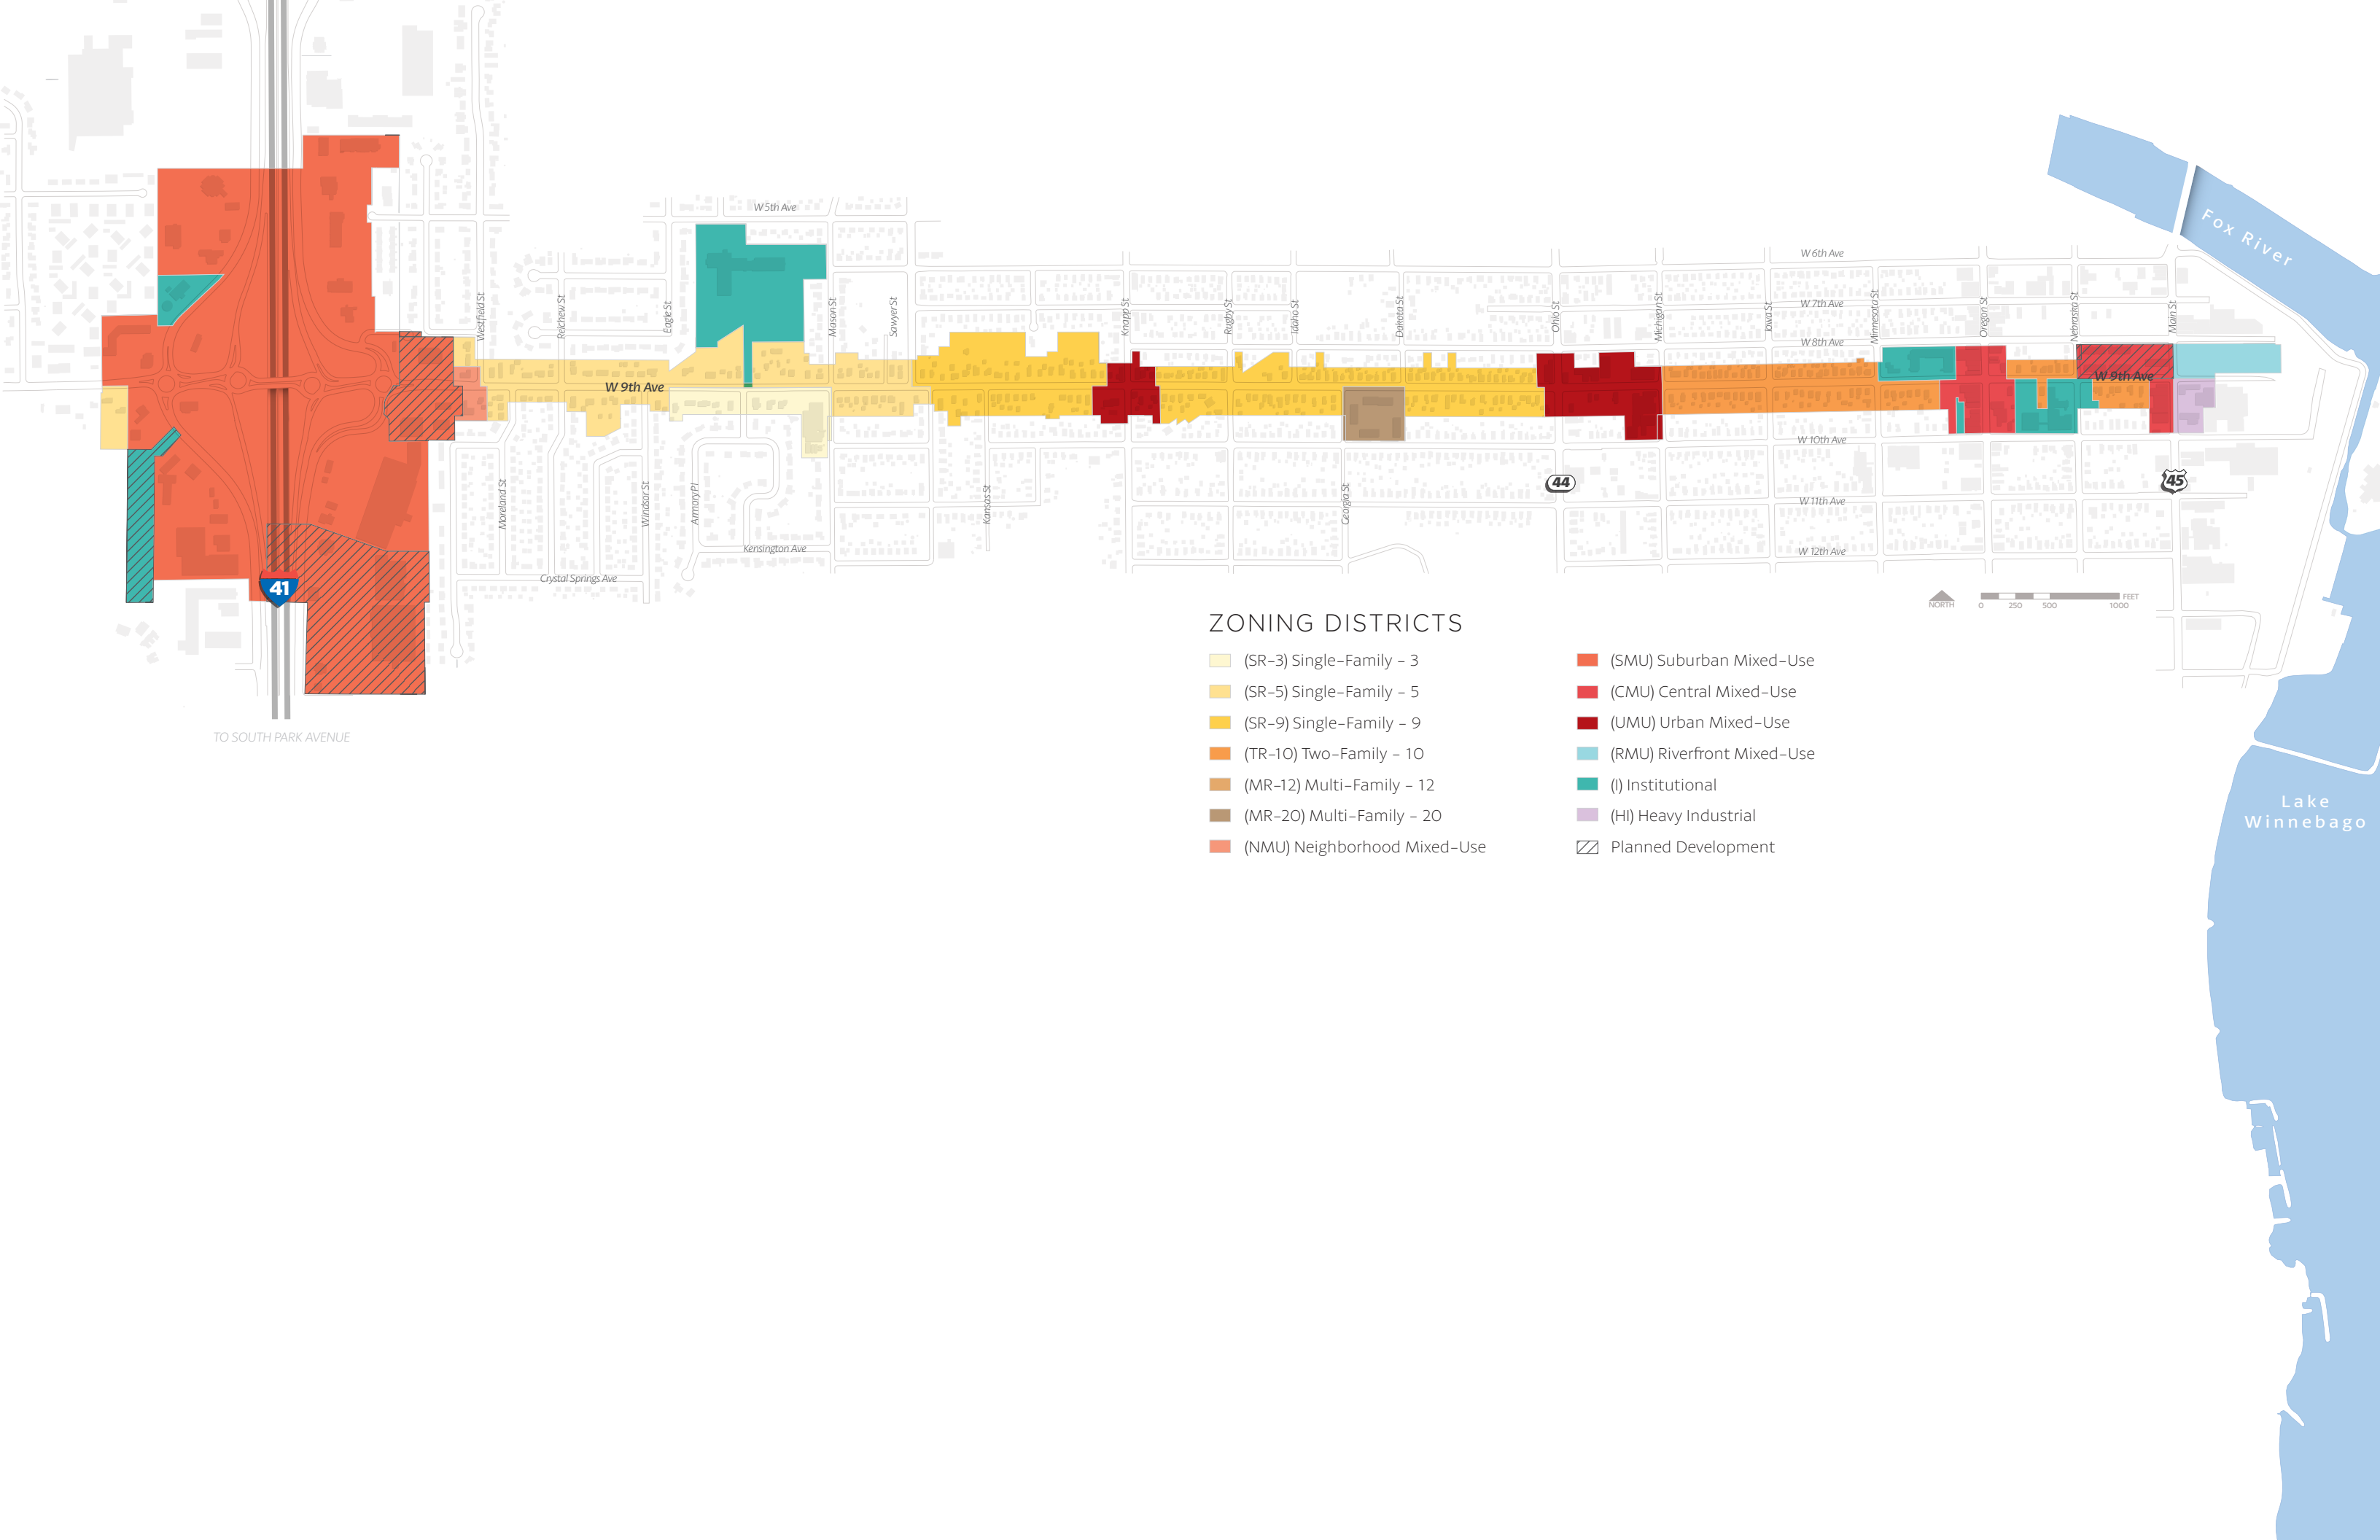 Fox River
W 5th Ave
W 6th Ave
Westfield St
Reichew St
Eagle St
Mason St
Sawyer St
Knapp St
Rugby St
Idaho St
Dakota St
Ohio St
Michigan St
Iowa St
Minnesota St
Oregon St
Nebraska St
Main St
W 7th Ave
W 8th Ave
W 9th Ave
W 9th Ave
W 10th Ave
Moreland St
Windsor St
Armory Pl
Kansas St
Georgia St
44
45
W 11th Ave
Kensington Ave
W 12th Ave
Crystal Springs Ave
41
NORTH
0 250 500 1000
FEET
TO SOUTH PARK AVENUE
ZONING DISTRICTS
(SR-3) Single-Family - 3
(SR-5) Single-Family - 5
(SR-9) Single-Family - 9
(TR-10) Two-Family - 10
(MR-12) Multi-Family - 12
(MR-20) Multi-Family - 20
(NMU) Neighborhood Mixed-Use
(SMU) Suburban Mixed-Use
(CMU) Central Mixed-Use
(UMU) Urban Mixed-Use
(RMU) Riverfront Mixed-Use
(I) Institutional
(HI) Heavy Industrial
Planned Development
Lake
Winnebago